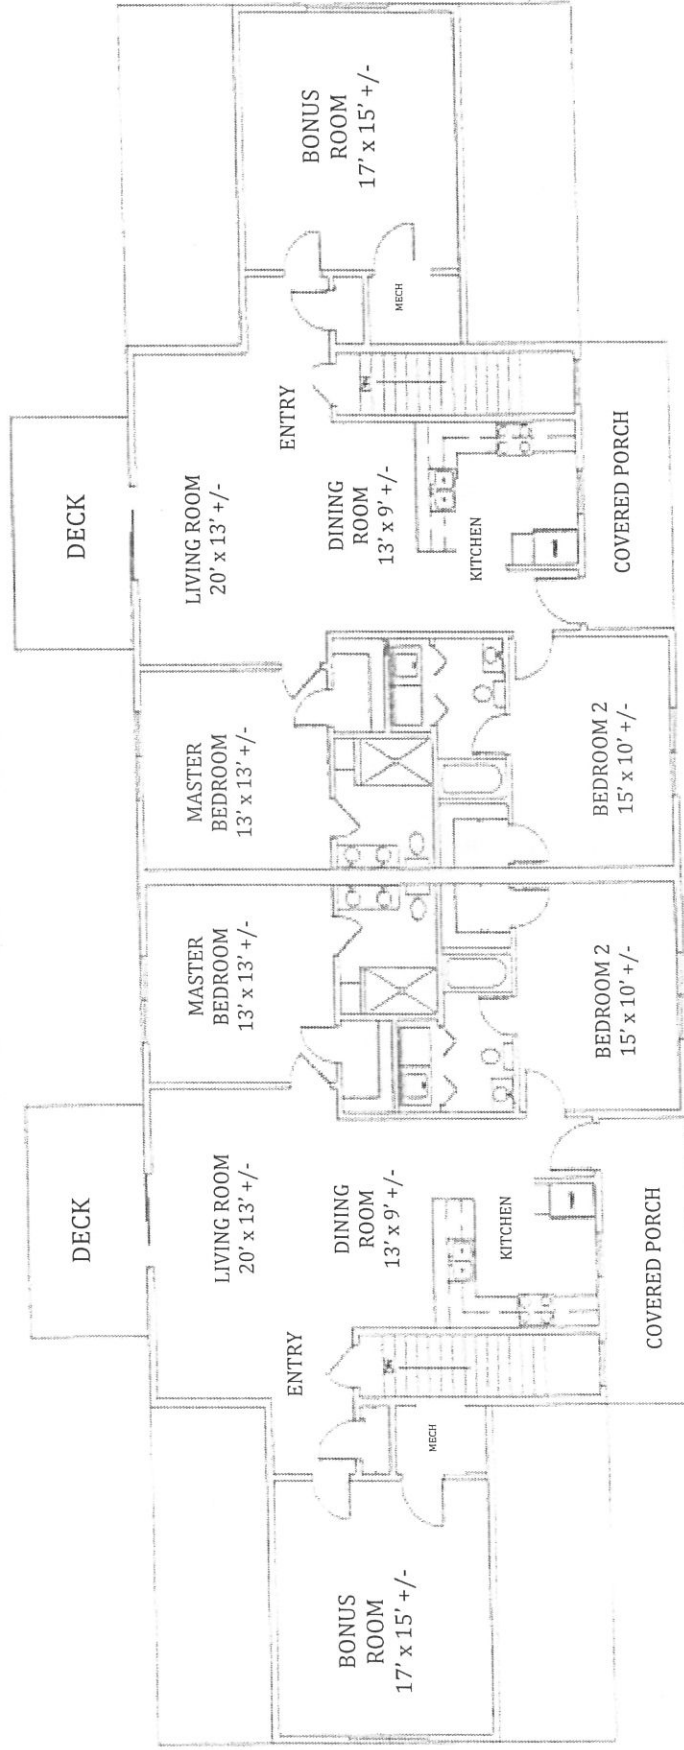 DECK
DECK
LIVING ROOM
20' x 13' +/-
MASTER
BEDROOM
13' x 13' +/-
MASTER
BEDROOM
13' x 13' +/-
LIVING ROOM
20' x 13' +/-
BONUS
ROOM
17' x 15' +/-
ENTRY
DINING
ROOM
13' x 9' +/-
DINING
ROOM
13' x 9' +/-
ENTRY
BONUS
ROOM
17' x 15' +/-
MECH
KITCHEN
KITCHEN
MECH
COVERED PORCH
BEDROOM 2
15' x 10' +/-
BEDROOM 2
15' x 10' +/-
COVERED PORCH